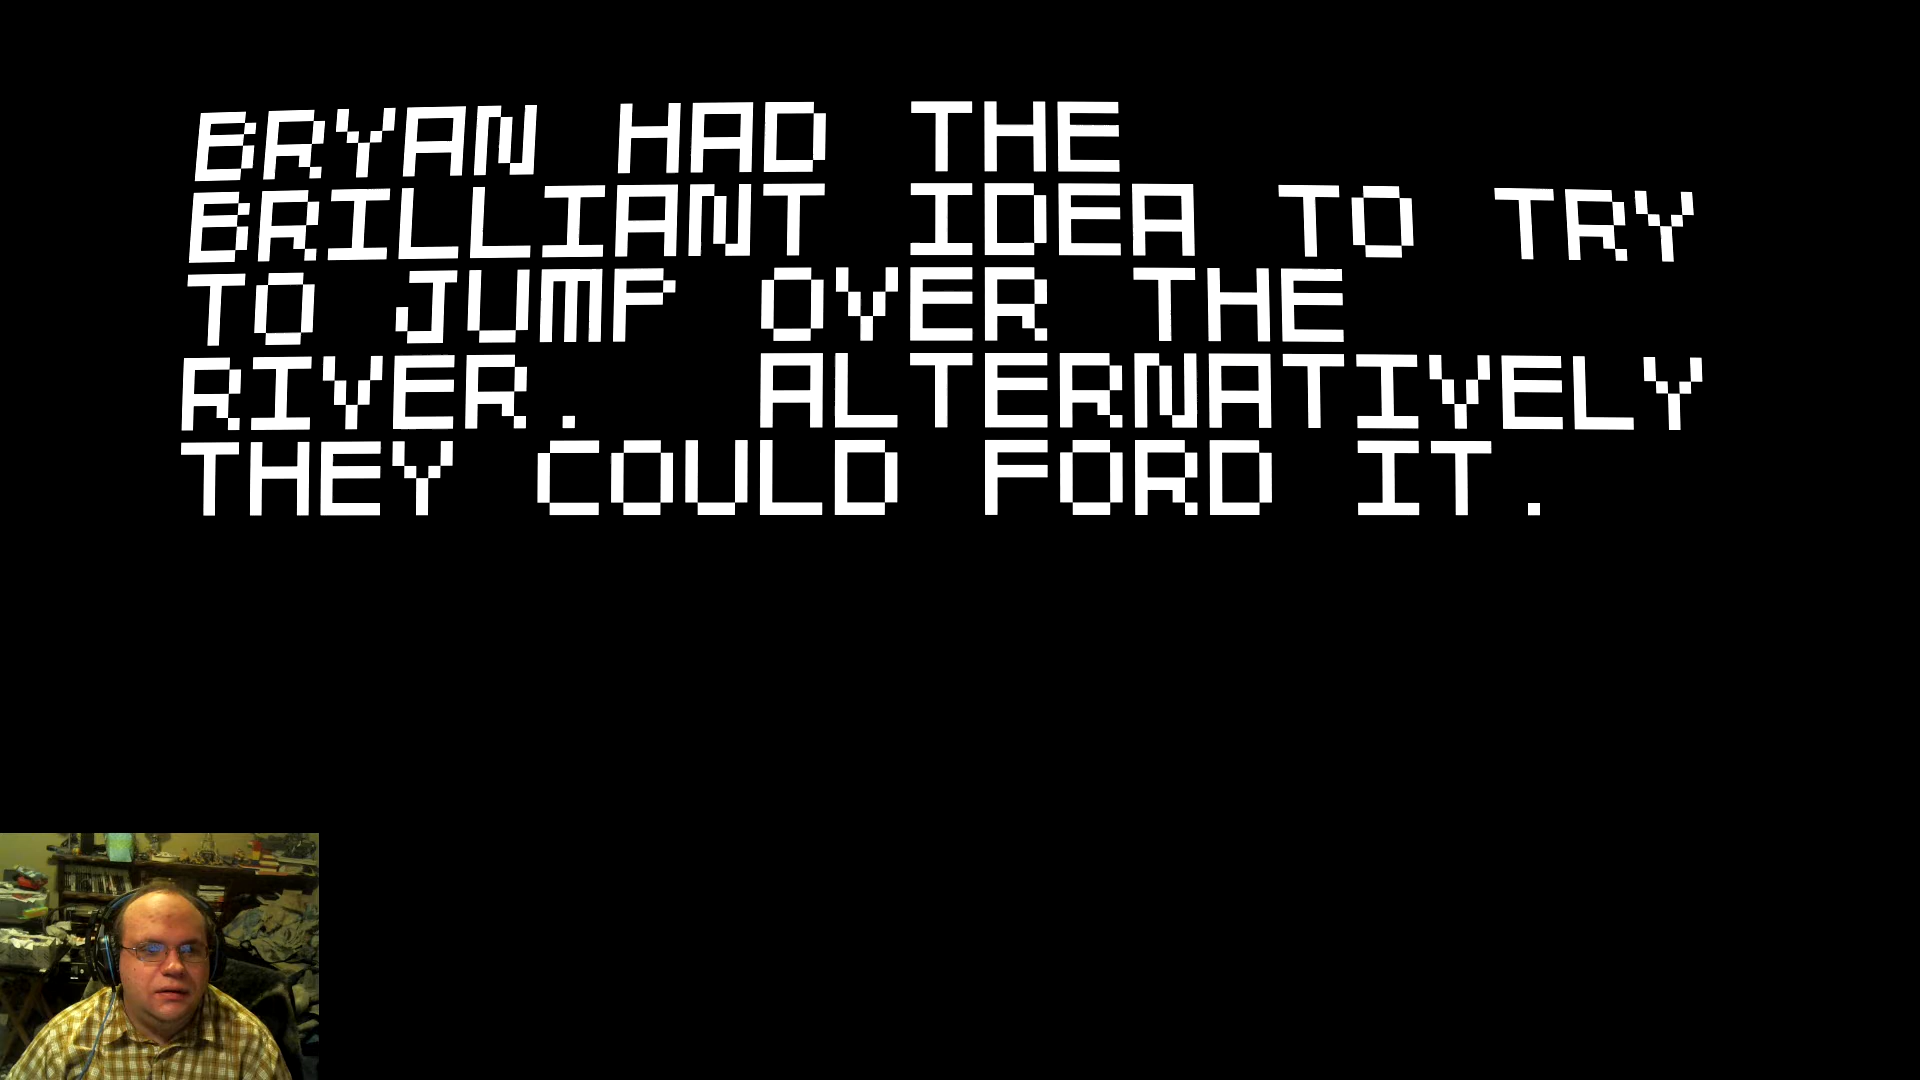 BRYAN HAD THE
BRILLIANT IDEA TO TRY
TO JUMP OVER THE
RIVER.  ALTERNATIVELY
THEY COULD FORD IT.